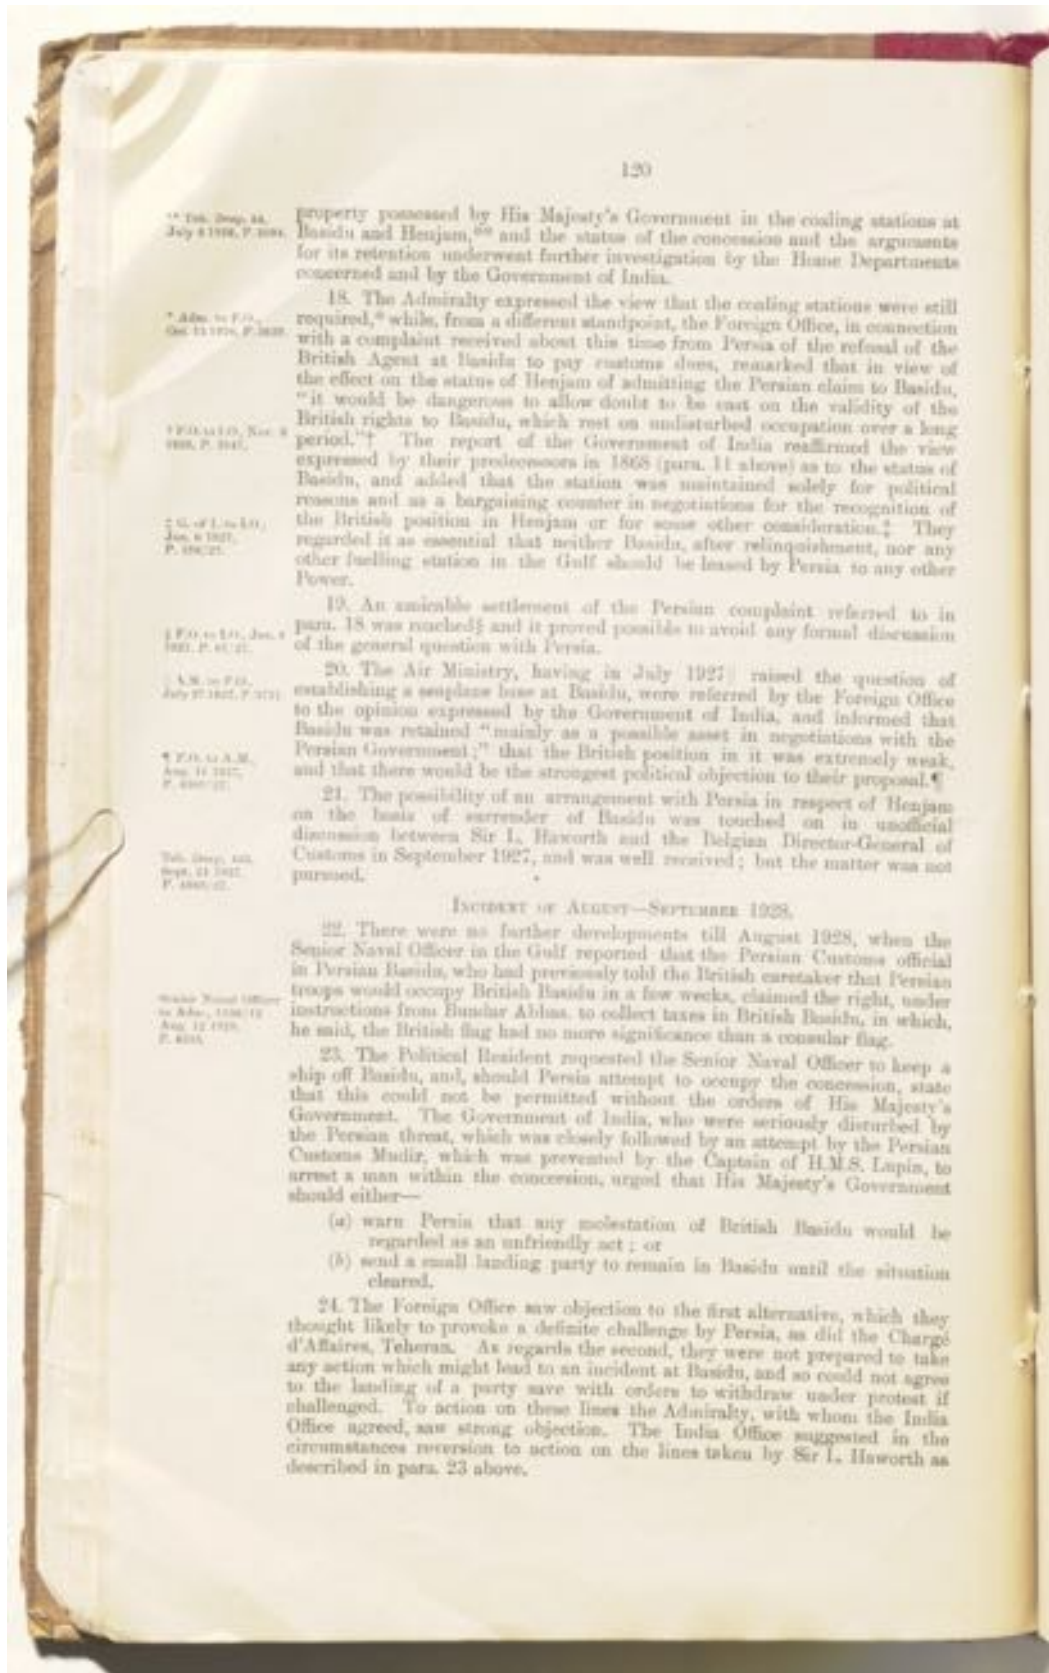 120
property possessed by His Majesty's Government in the coaling stations at
Basidu and Henjam,** and the status of the concession and the arguments
for its retention underwent further investigation by the Home Departments
concerned and by the Government of India.
18. The Admiralty expressed the view that the coaling stations were still
required,* while, from a different standpoint, the Foreign Office, in connection
with a complaint received about this time from Persia of the refusal of the
British Agent at Basidu to pay customs dues, remarked that in view of
the effect on the status of Henjam of admitting the Persian claim to Basidu,
"it would be dangerous to allow doubt to be cast on the validity of the
British rights to Basidu, which rest on undisturbed occupation over a long
period."† The report of the Government of India reaffirmed the view
expressed by their predecessors in 1868 (para. 11 above) as to the status of
Basidu, and added that the station was maintained solely for political
reasons and as a bargaining counter in negotiations for the recognition of
the British position in Henjam or for some other consideration.‡ They
regarded it as essential that neither Basidu, after relinquishment, nor any
other fuelling station in the Gulf should be leased by Persia to any other
Power.
19. An amicable settlement of the Persian complaint referred to in
para. 18 was reached§ and it proved possible to avoid any formal discussion
of the general question with Persia.
20. The Air Ministry, having in July 1927|| raised the question of
establishing a seaplane base at Basidu, were referred by the Foreign Office
to the opinion expressed by the Government of India, and informed that
Basidu was retained "mainly as a possible asset in negotiations with the
Persian Government;" that the British position in it was extremely weak,
and that there would be the strongest political objection to their proposal.¶
21. The possibility of an arrangement with Persia in respect of Henjam
on the basis of surrender of Basidu was touched on in unofficial
discussion between Sir L. Haworth and the Belgian Director-General of
Customs in September 1927, and was well received; but the matter was not
pursued.
INCIDENT OF AUGUST—SEPTEMBER 1928.
22. There were no further developments till August 1928, when the
Senior Naval Officer in the Gulf reported that the Persian Customs official
in Persian Basidu, who had previously told the British caretaker that Persian
troops would occupy British Basidu in a few weeks, claimed the right, under
instructions from Bundar Abbas, to collect taxes in British Basidu, in which,
he said, the British flag had no more significance than a consular flag.
Senior Naval Officer
to Adm.,
Aug. 12 1928,
23. The Political Resident requested the Senior Naval Officer to keep a
ship off Basidu, and, should Persia attempt to occupy the concession, state
that this could not be permitted without the orders of His Majesty's
Government. The Government of India, who were seriously disturbed by
the Persian threat, which was closely followed by an attempt by the Persian
Customs Mudir, which was prevented by the Captain of H.M.S. Lupin, to
arrest a man within the concession, urged that His Majesty's Government
should either—
(a) warn Persia that any molestation of British Basidu would be
regarded as an unfriendly act; or
(b) send a small landing party to remain in Basidu until the situation
cleared.
24. The Foreign Office saw objection to the first alternative, which they
thought likely to provoke a definite challenge by Persia, as did the Chargé
d'Affaires, Teheran. As regards the second, they were not prepared to take
any action which might lead to an incident at Basidu, and so could not agree
to the landing of a party save with orders to withdraw under protest if
challenged. To action on these lines the Admiralty, with whom the India
Office agreed, saw strong objection. The India Office suggested in the
circumstances reversion to action on the lines taken by Sir L. Haworth as
described in para. 23 above.